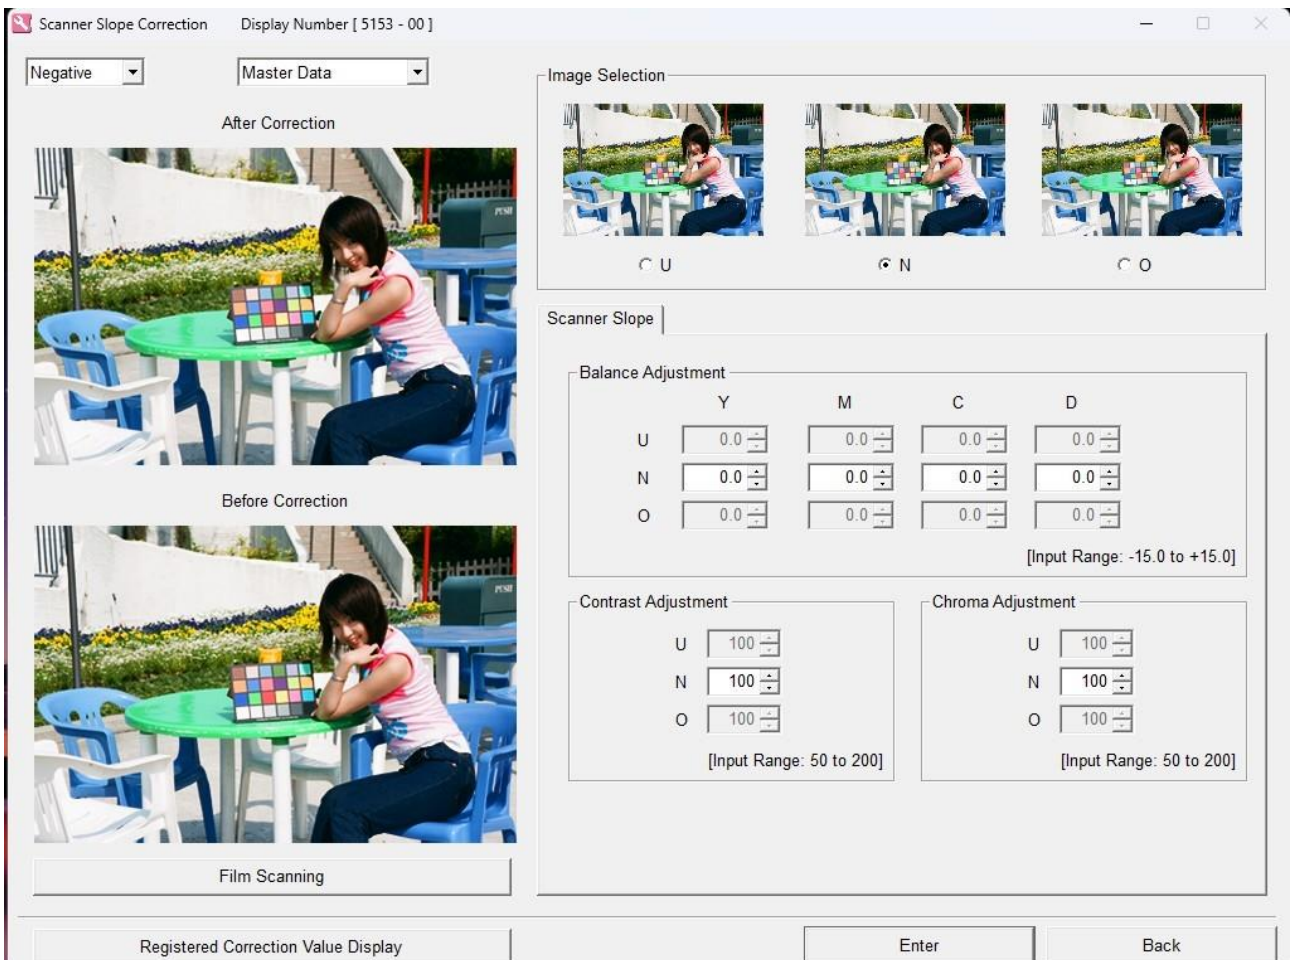 Scanner Slope Correction Display Number [ 5153 - 00 ]
Negative Master Data
After Correction
PUSH
Before Correction
PUSH
Film Scanning
Registered Correction Value Display
Image Selection
U N O
Scanner Slope
Balance Adjustment
Y M C D
U 0.0 0.0 0.0 0.0
N 0.0 0.0 0.0 0.0
O 0.0 0.0 0.0 0.0
[Input Range: -15.0 to +15.0]
Contrast Adjustment
U 100
N 100
O 100
[Input Range: 50 to 200]
Chroma Adjustment
U 100
N 100
O 100
[Input Range: 50 to 200]
Enter Back